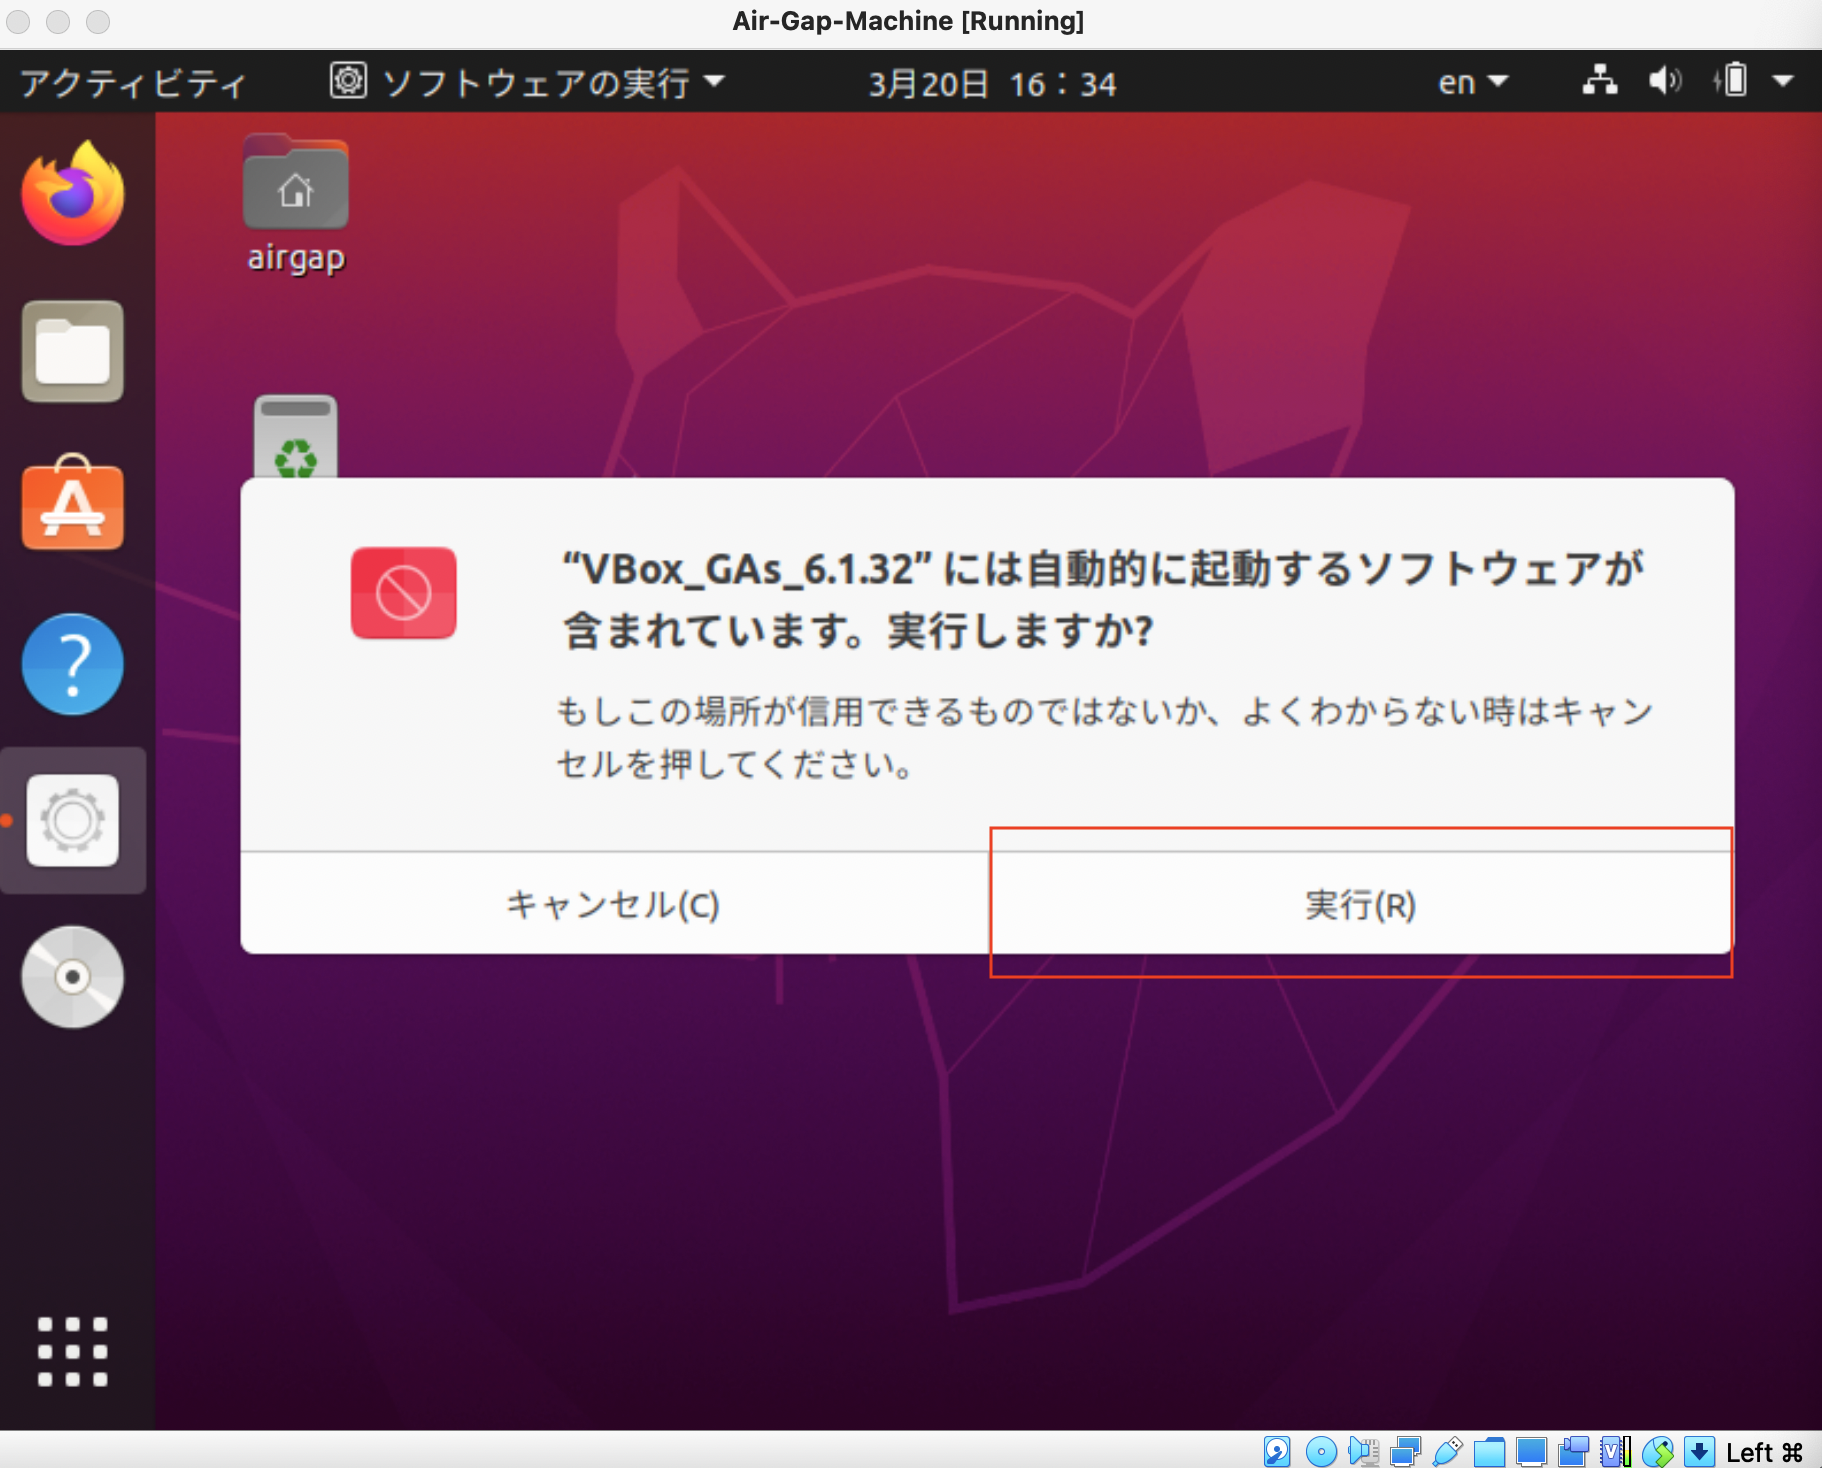 Air-Gap-Machine [Running]
アクティビティ
ソフトウェアの実行
3月20日 16：34
en
airgap
“VBox_GAs_6.1.32” には自動的に起動するソフトウェアが
含まれています。実行しますか?
もしこの場所が信用できるものではないか、よくわからない時はキャン
セルを押してください。
キャンセル(C)
実行(R)
Left ⌘